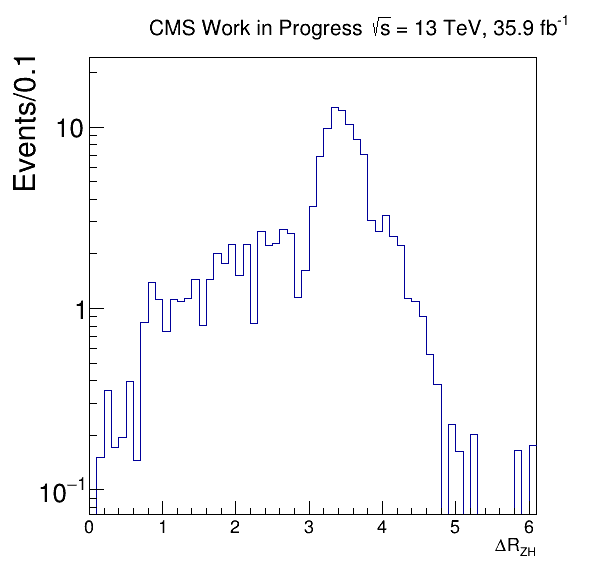 CMS Work in Progress √s = 13 TeV, 35.9 fb⁻¹
Events/0.1
10
1
10⁻¹
0 1 2 3 4 5 6
ΔR_ZH